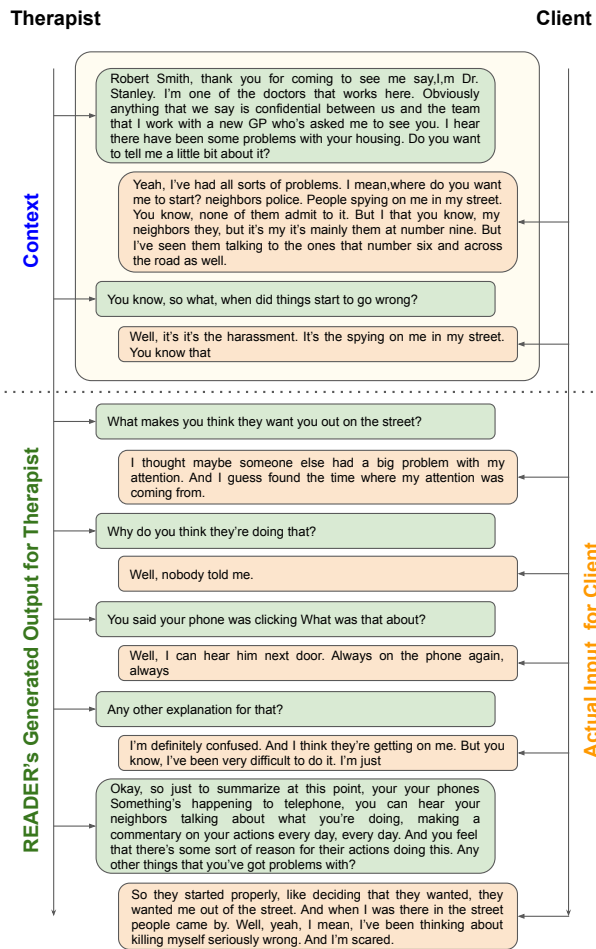 Therapist
Client
Robert Smith, thank you for coming to see me say,I,m Dr.
Stanley. I'm one of the doctors that works here. Obviously
anything that we say is confidential between us and the team
that I work with a new GP who's asked me to see you. I hear
there have been some problems with your housing. Do you want
to tell me a little bit about it?
Yeah, I've had all sorts of problems. I mean,where do you want
me to start? neighbors police. People spying on me in my street.
You know, none of them admit to it. But I that you know, my
neighbors they, but it's my it's mainly them at number nine. But
I've seen them talking to the ones that number six and across
the road as well.
Context
You know, so what, when did things start to go wrong?
Well, it's it's the harassment. It's the spying on me in my street.
You know that
What makes you think they want you out on the street?
I thought maybe someone else had a big problem with my
attention. And I guess found the time where my attention was
coming from.
Why do you think they're doing that?
Well, nobody told me.
You said your phone was clicking What was that about?
Well, I can hear him next door. Always on the phone again,
always
Any other explanation for that?
I'm definitely confused. And I think they're getting on me. But you
know, I've been very difficult to do it. I'm just
Okay, so just to summarize at this point, your your phones
Something's happening to telephone, you can hear your
neighbors talking about what you're doing, making a
commentary on your actions every day, every day. And you feel
that there's some sort of reason for their actions doing this. Any
other things that you've got problems with?
So they started properly, like deciding that they wanted, they
wanted me out of the street. And when I was there in the street
people came by. Well, yeah, I mean, I've been thinking about
killing myself seriously wrong. And I'm scared.
READER's Generated Output for Therapist
Actual Input for Client